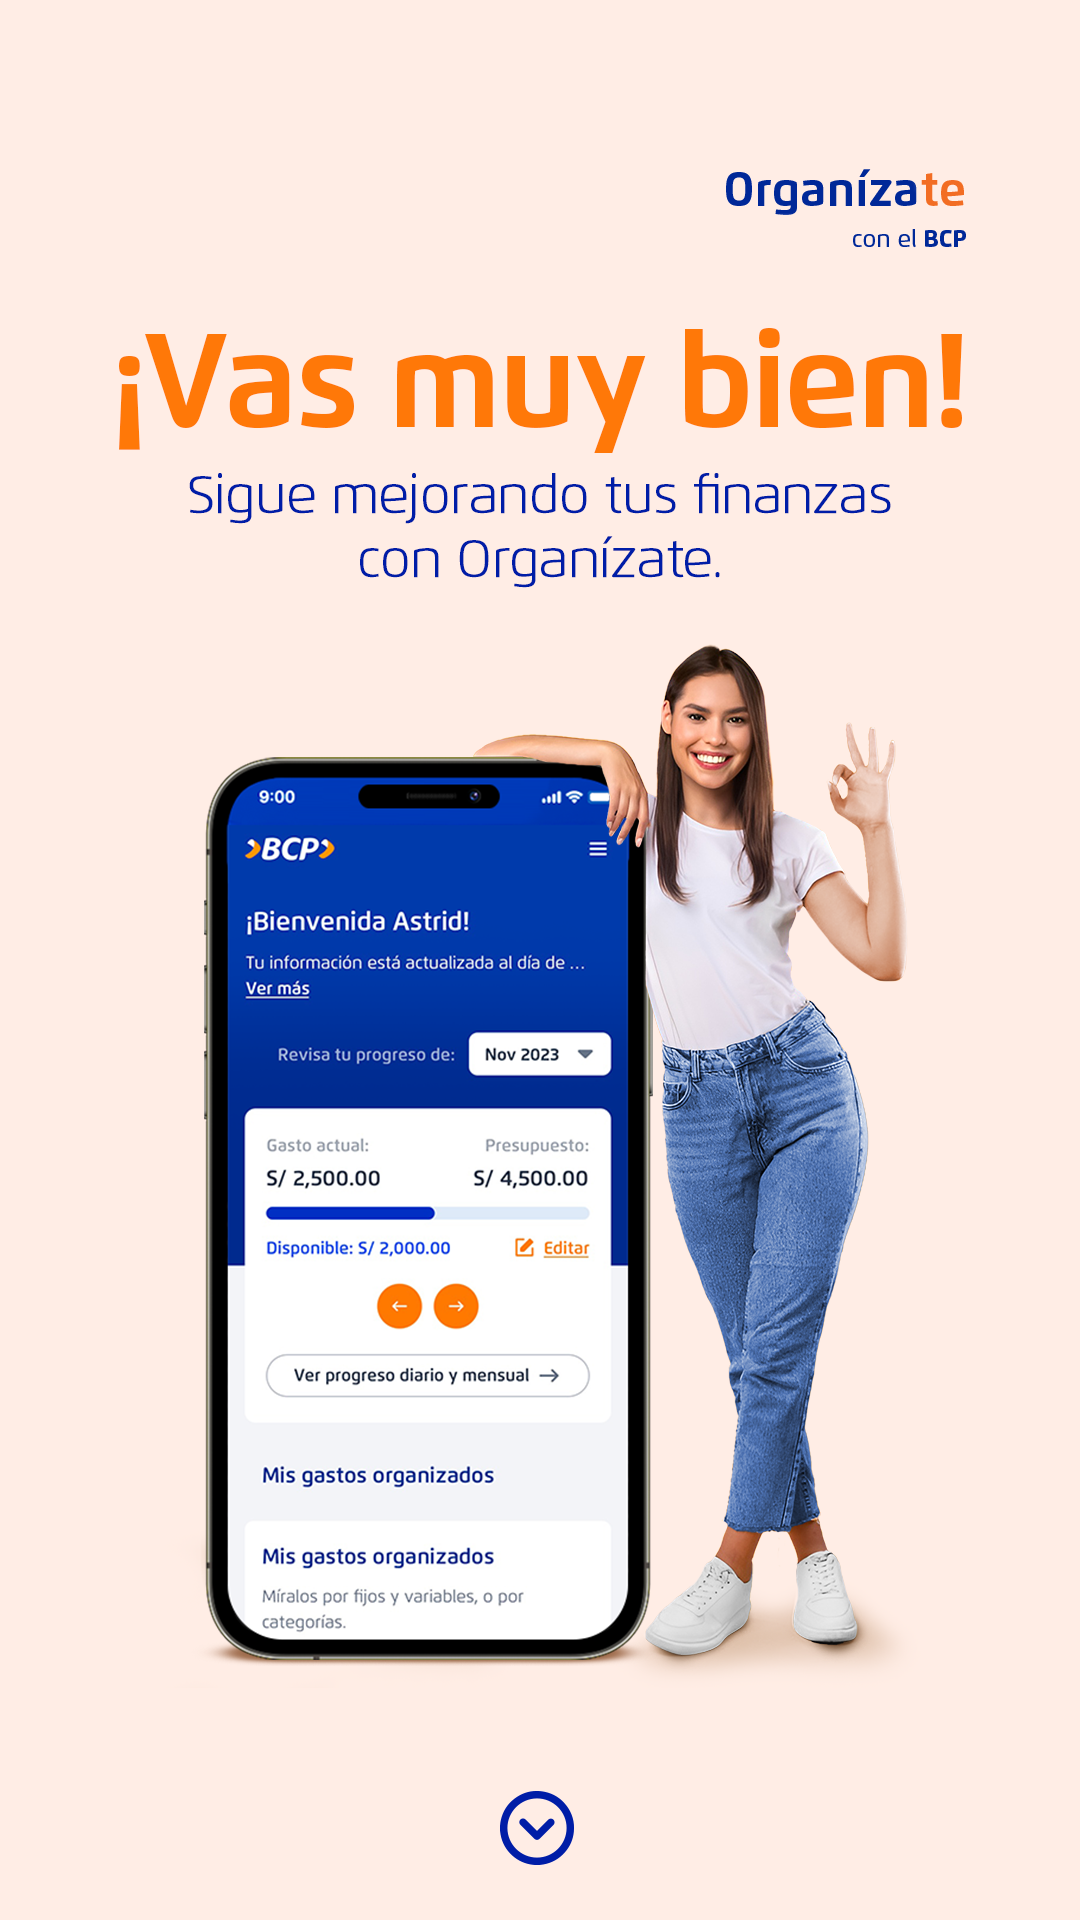 Organízate
con el BCP
¡Vas muy bien!
Sigue mejorando tus finanzas
con Organízate.
9:00
BCP
¡Bienvenida Astrid!
Tu información está actualizada al día de ...
Ver más
Revisa tu progreso de: Nov 2023
Gasto actual: Presupuesto:
S/ 2,500.00 S/ 4,500.00
Disponible: S/ 2,000.00 Editar
Ver progreso diario y mensual →
Mis gastos organizados
Mis gastos organizados
Míralos por fijos y variables, o por
categorías.